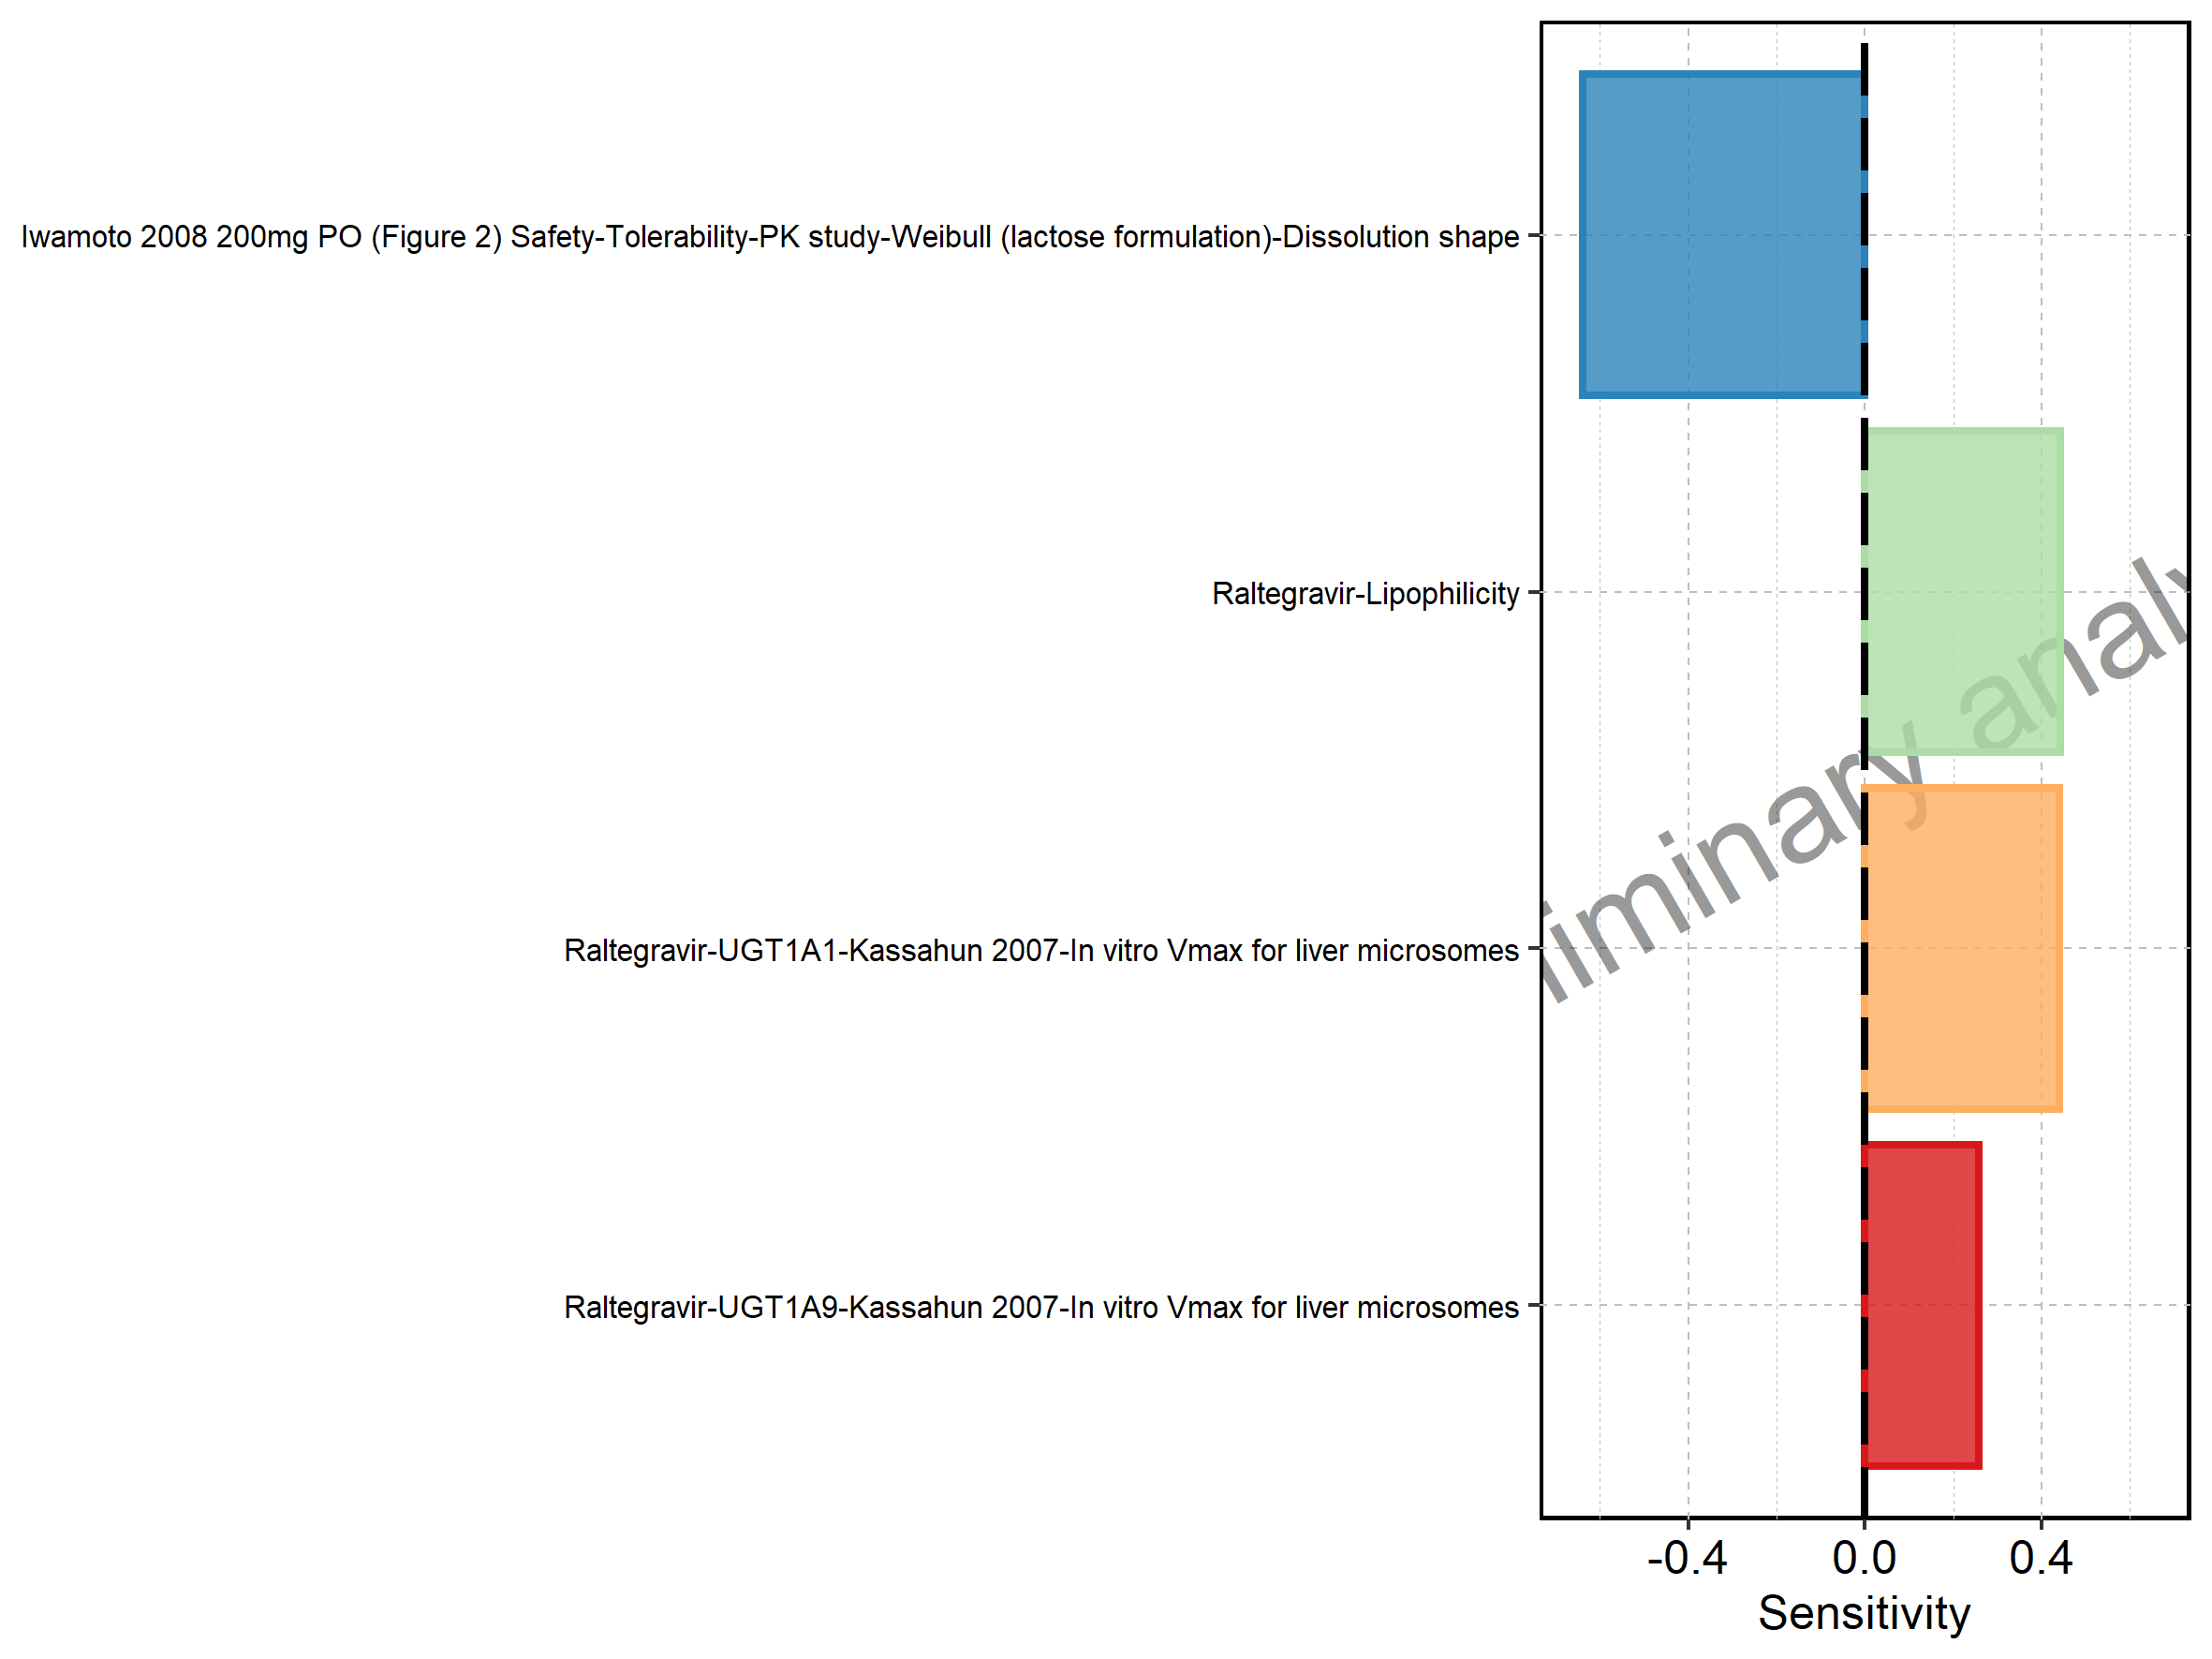 Iwamoto 2008 200mg PO (Figure 2) Safety-Tolerability-PK study-Weibull (lactose formulation)-Dissolution shape
Raltegravir-Lipophilicity
Raltegravir-UGT1A1-Kassahun 2007-In vitro Vmax for liver microsomes
Raltegravir-UGT1A9-Kassahun 2007-In vitro Vmax for liver microsomes
iminary analy
-0.4 0.0 0.4
Sensitivity